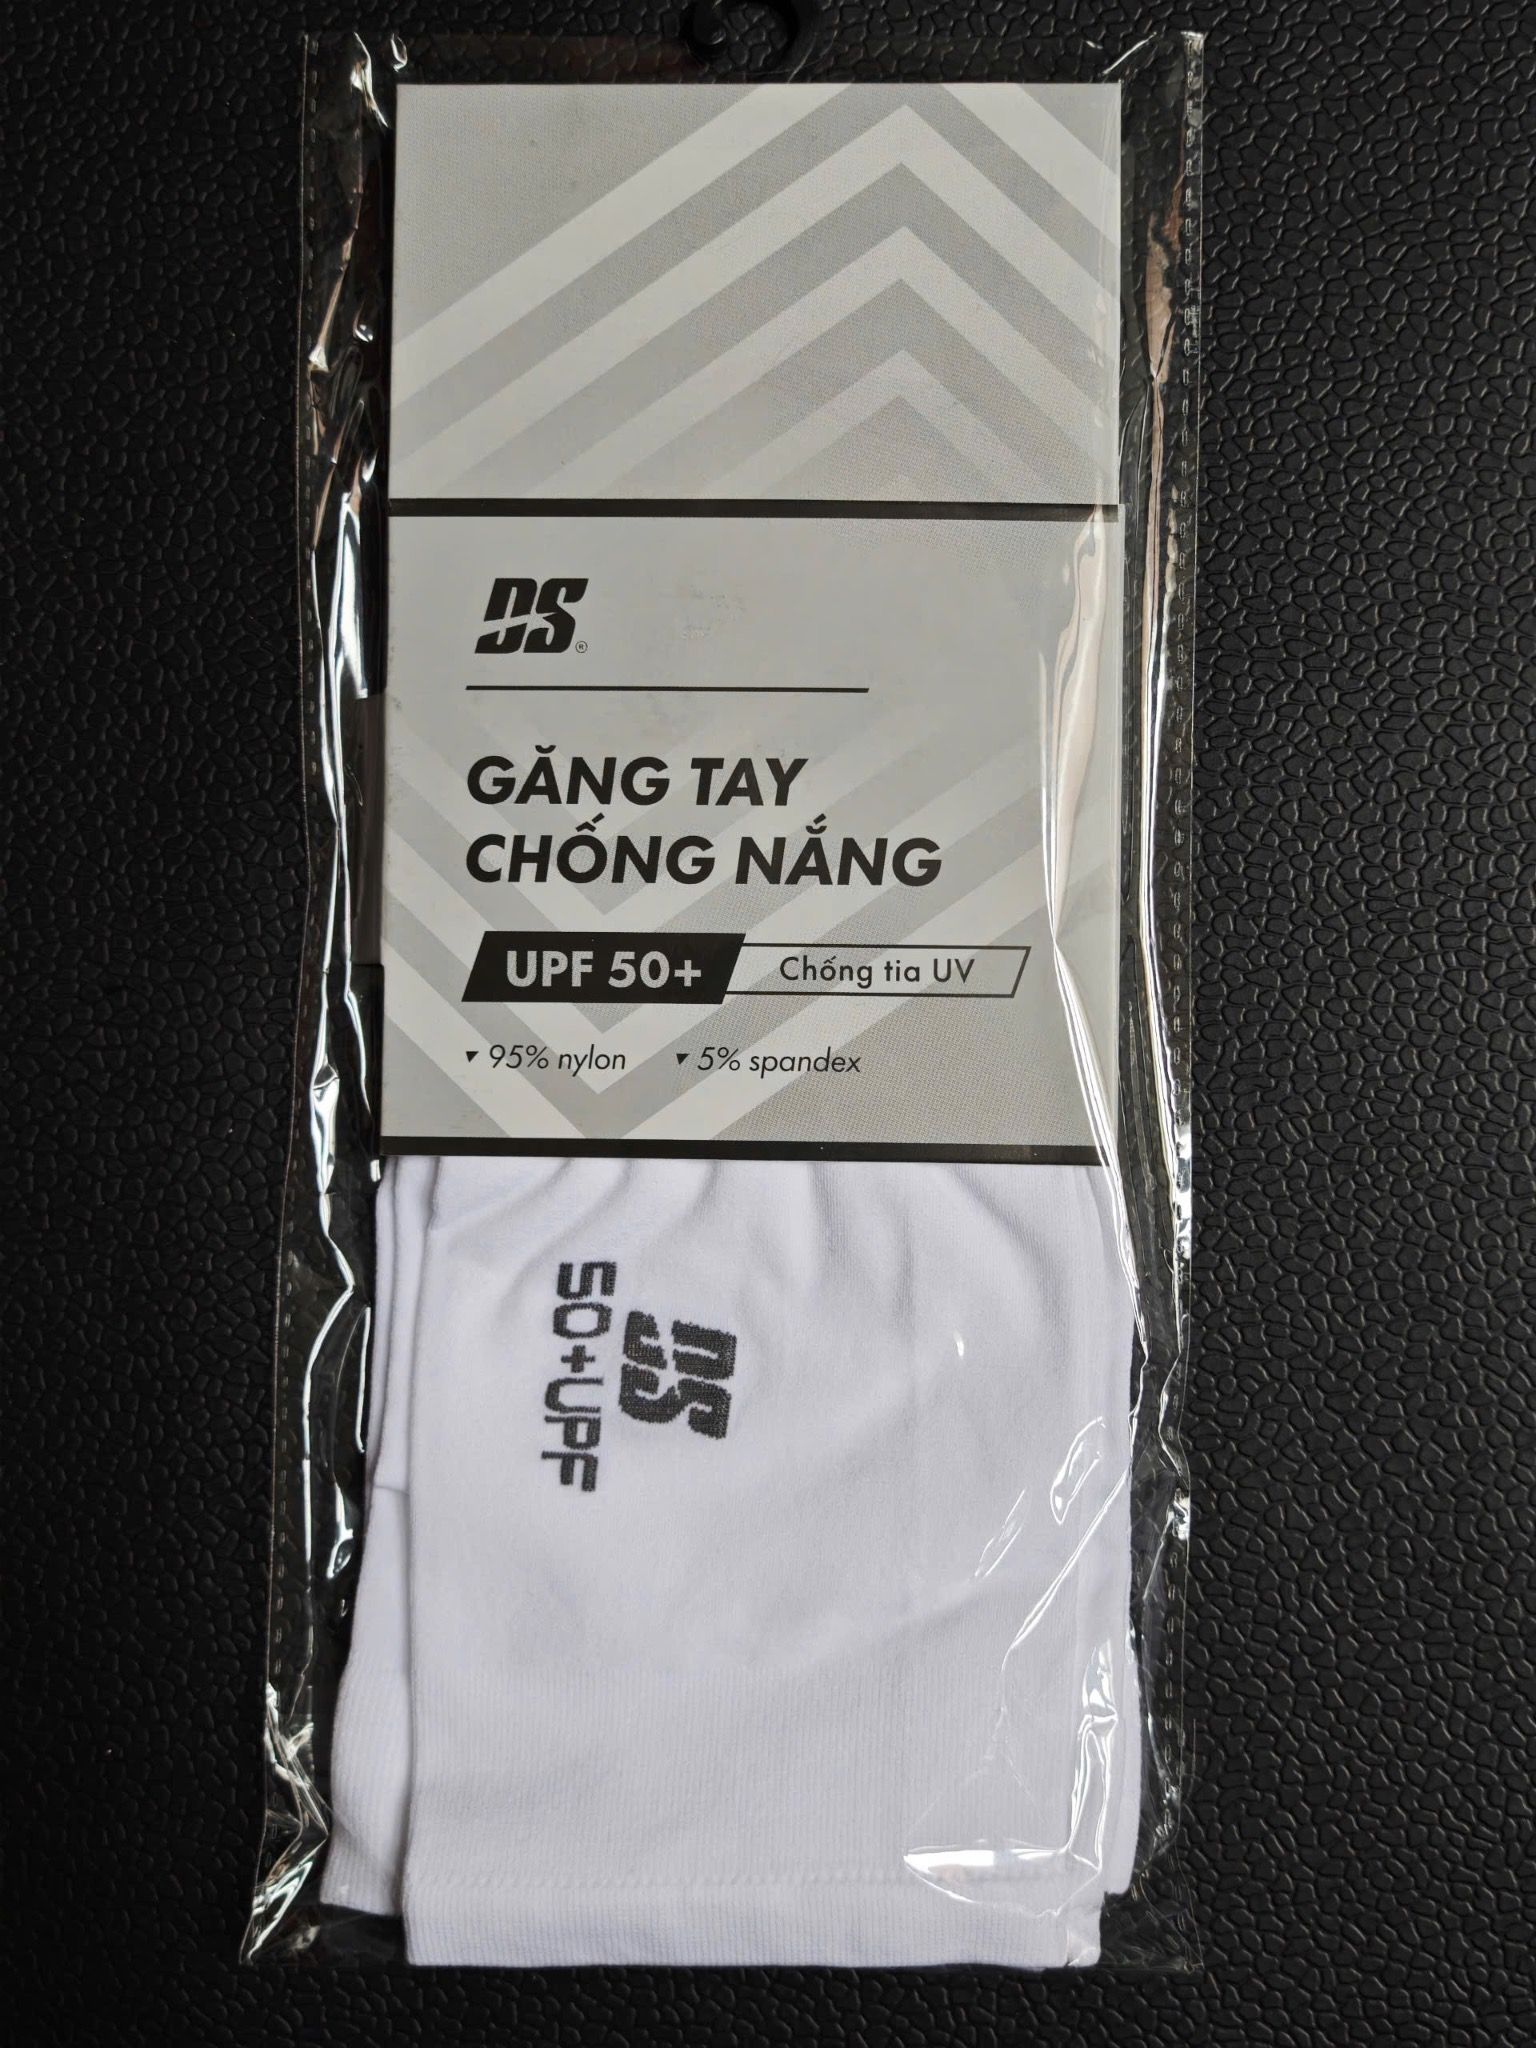 DS®
GĂNG TAY
CHỐNG NẮNG
UPF 50+ Chống tia UV
95% nylon 5% spandex
DS
50+UPF